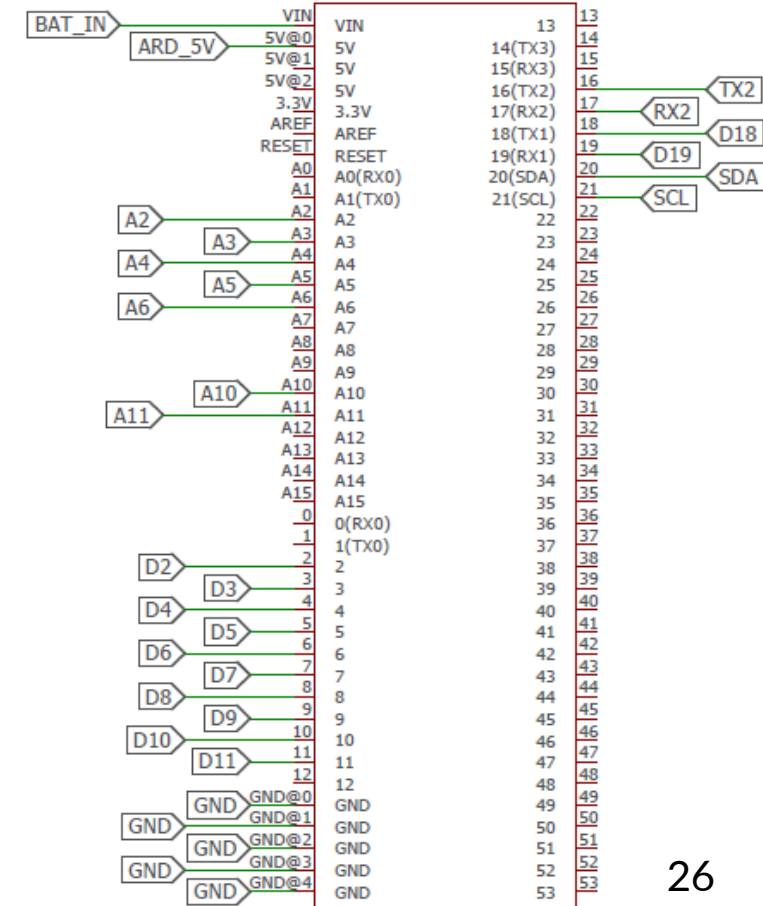 BAT_IN VIN VIN 13 13
ARD_5V 5V@0 5V 14(TX3) 14
5V@1 5V 15(RX3) 15
5V@2 5V 16(TX2) 16 TX2
3.3V 3.3V 17(RX2) 17 RX2
AREF AREF 18(TX1) 18 D18
RESET RESET 19(RX1) 19 D19
A0 A0(RX0) 20(SDA) 20 SDA
A1 A1(TX0) 21(SCL) 21 SCL
A2 A2 A2 22 22
A3 A3 A3 23 23
A4 A4 A4 24 24
A5 A5 A5 25 25
A6 A6 A6 26 26
A7 A7 27 27
A8 A8 28 28
A9 A9 29 29
A10 A10 A10 30 30
A11 A11 A11 31 31
A12 A12 32 32
A13 A13 33 33
A14 A14 34 34
A15 A15 35 35
0 0(RX0) 36 36
1 1(TX0) 37 37
D2 2 2 38 38
D3 3 3 39 39
D4 4 4 40 40
D5 5 5 41 41
D6 6 6 42 42
D7 7 7 43 43
D8 8 8 44 44
D9 9 9 45 45
D10 10 10 46 46
D11 11 11 47 47
12 12 48 48
GND GND@0 GND 49 49
GND GND@1 GND 50 50
GND GND@2 GND 51 51
GND GND@3 GND 52 52
GND GND@4 GND 53 53
26